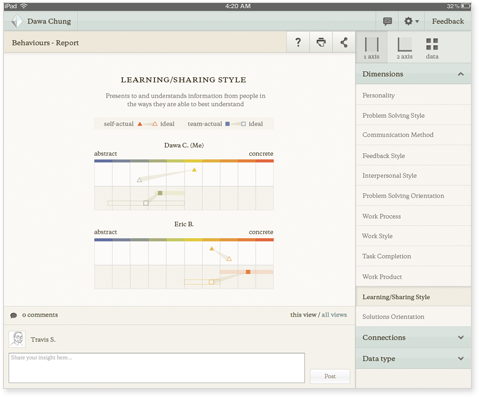 iPad
4:20 AM
32%
Dawa Chung
Feedback
Behaviours - Report
?
1 axis
2 axis
data
LEARNING/SHARING STYLE
Presents to and understands information from people in
the ways they are able to best understand
self-actual
ideal
team-actual
ideal
Dawa C. (Me)
abstract
concrete
Eric B.
abstract
concrete
0 comments
this view / all views
Travis S.
Share your insight here...
Post
Dimensions
Personality
Problem Solving Style
Communication Method
Feedback Style
Interpersonal Style
Problem Solving Orientation
Work Process
Work Style
Task Completion
Work Product
Learning/Sharing Style
Solutions Orientation
Connections
Data type